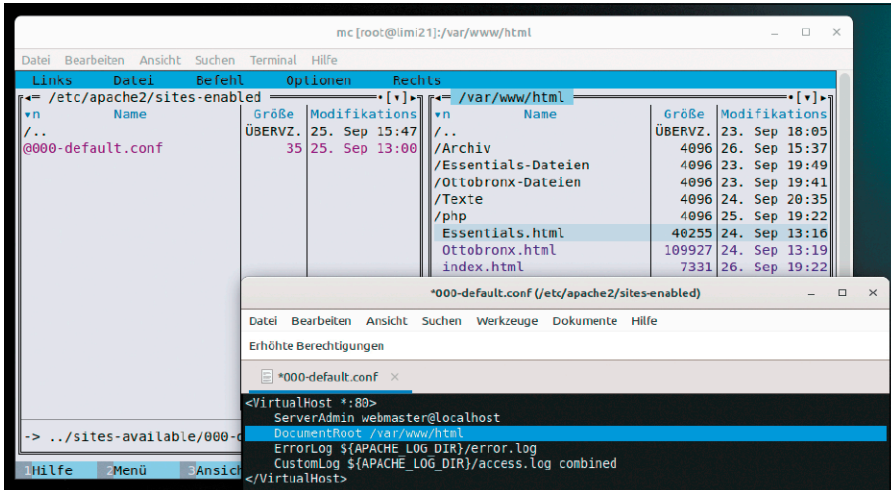 mc [root@limi21]:/var/www/html
Datei Bearbeiten Ansicht Suchen Terminal Hilfe
Links Datei Befehl Optionen Rechts
/etc/apache2/sites-enabled [▾]
▾n Name Größe Modifikations
/.. ÜBERVZ. 25. Sep 15:47
@000-default.conf 35 25. Sep 13:00
-> ../sites-available/000-
1Hilfe 2Menü 3Ansich
/var/www/html [▾]
▾n Name Größe Modifikations
/.. ÜBERVZ. 23. Sep 18:05
/Archiv 4096 26. Sep 15:37
/Essentials-Dateien 4096 23. Sep 19:49
/Ottobronx-Dateien 4096 23. Sep 19:41
/Texte 4096 24. Sep 20:35
/php 4096 25. Sep 19:22
Essentials.html 40255 24. Sep 13:16
Ottobronx.html 109927 24. Sep 13:19
index.html 7331 26. Sep 19:22
*000-default.conf (/etc/apache2/sites-enabled)
Datei Bearbeiten Ansicht Suchen Werkzeuge Dokumente Hilfe
Erhöhte Berechtigungen
*000-default.conf ×
<VirtualHost *:80>
ServerAdmin webmaster@localhost
DocumentRoot /var/www/html
ErrorLog ${APACHE_LOG_DIR}/error.log
CustomLog ${APACHE_LOG_DIR}/access.log combined
</VirtualHost>